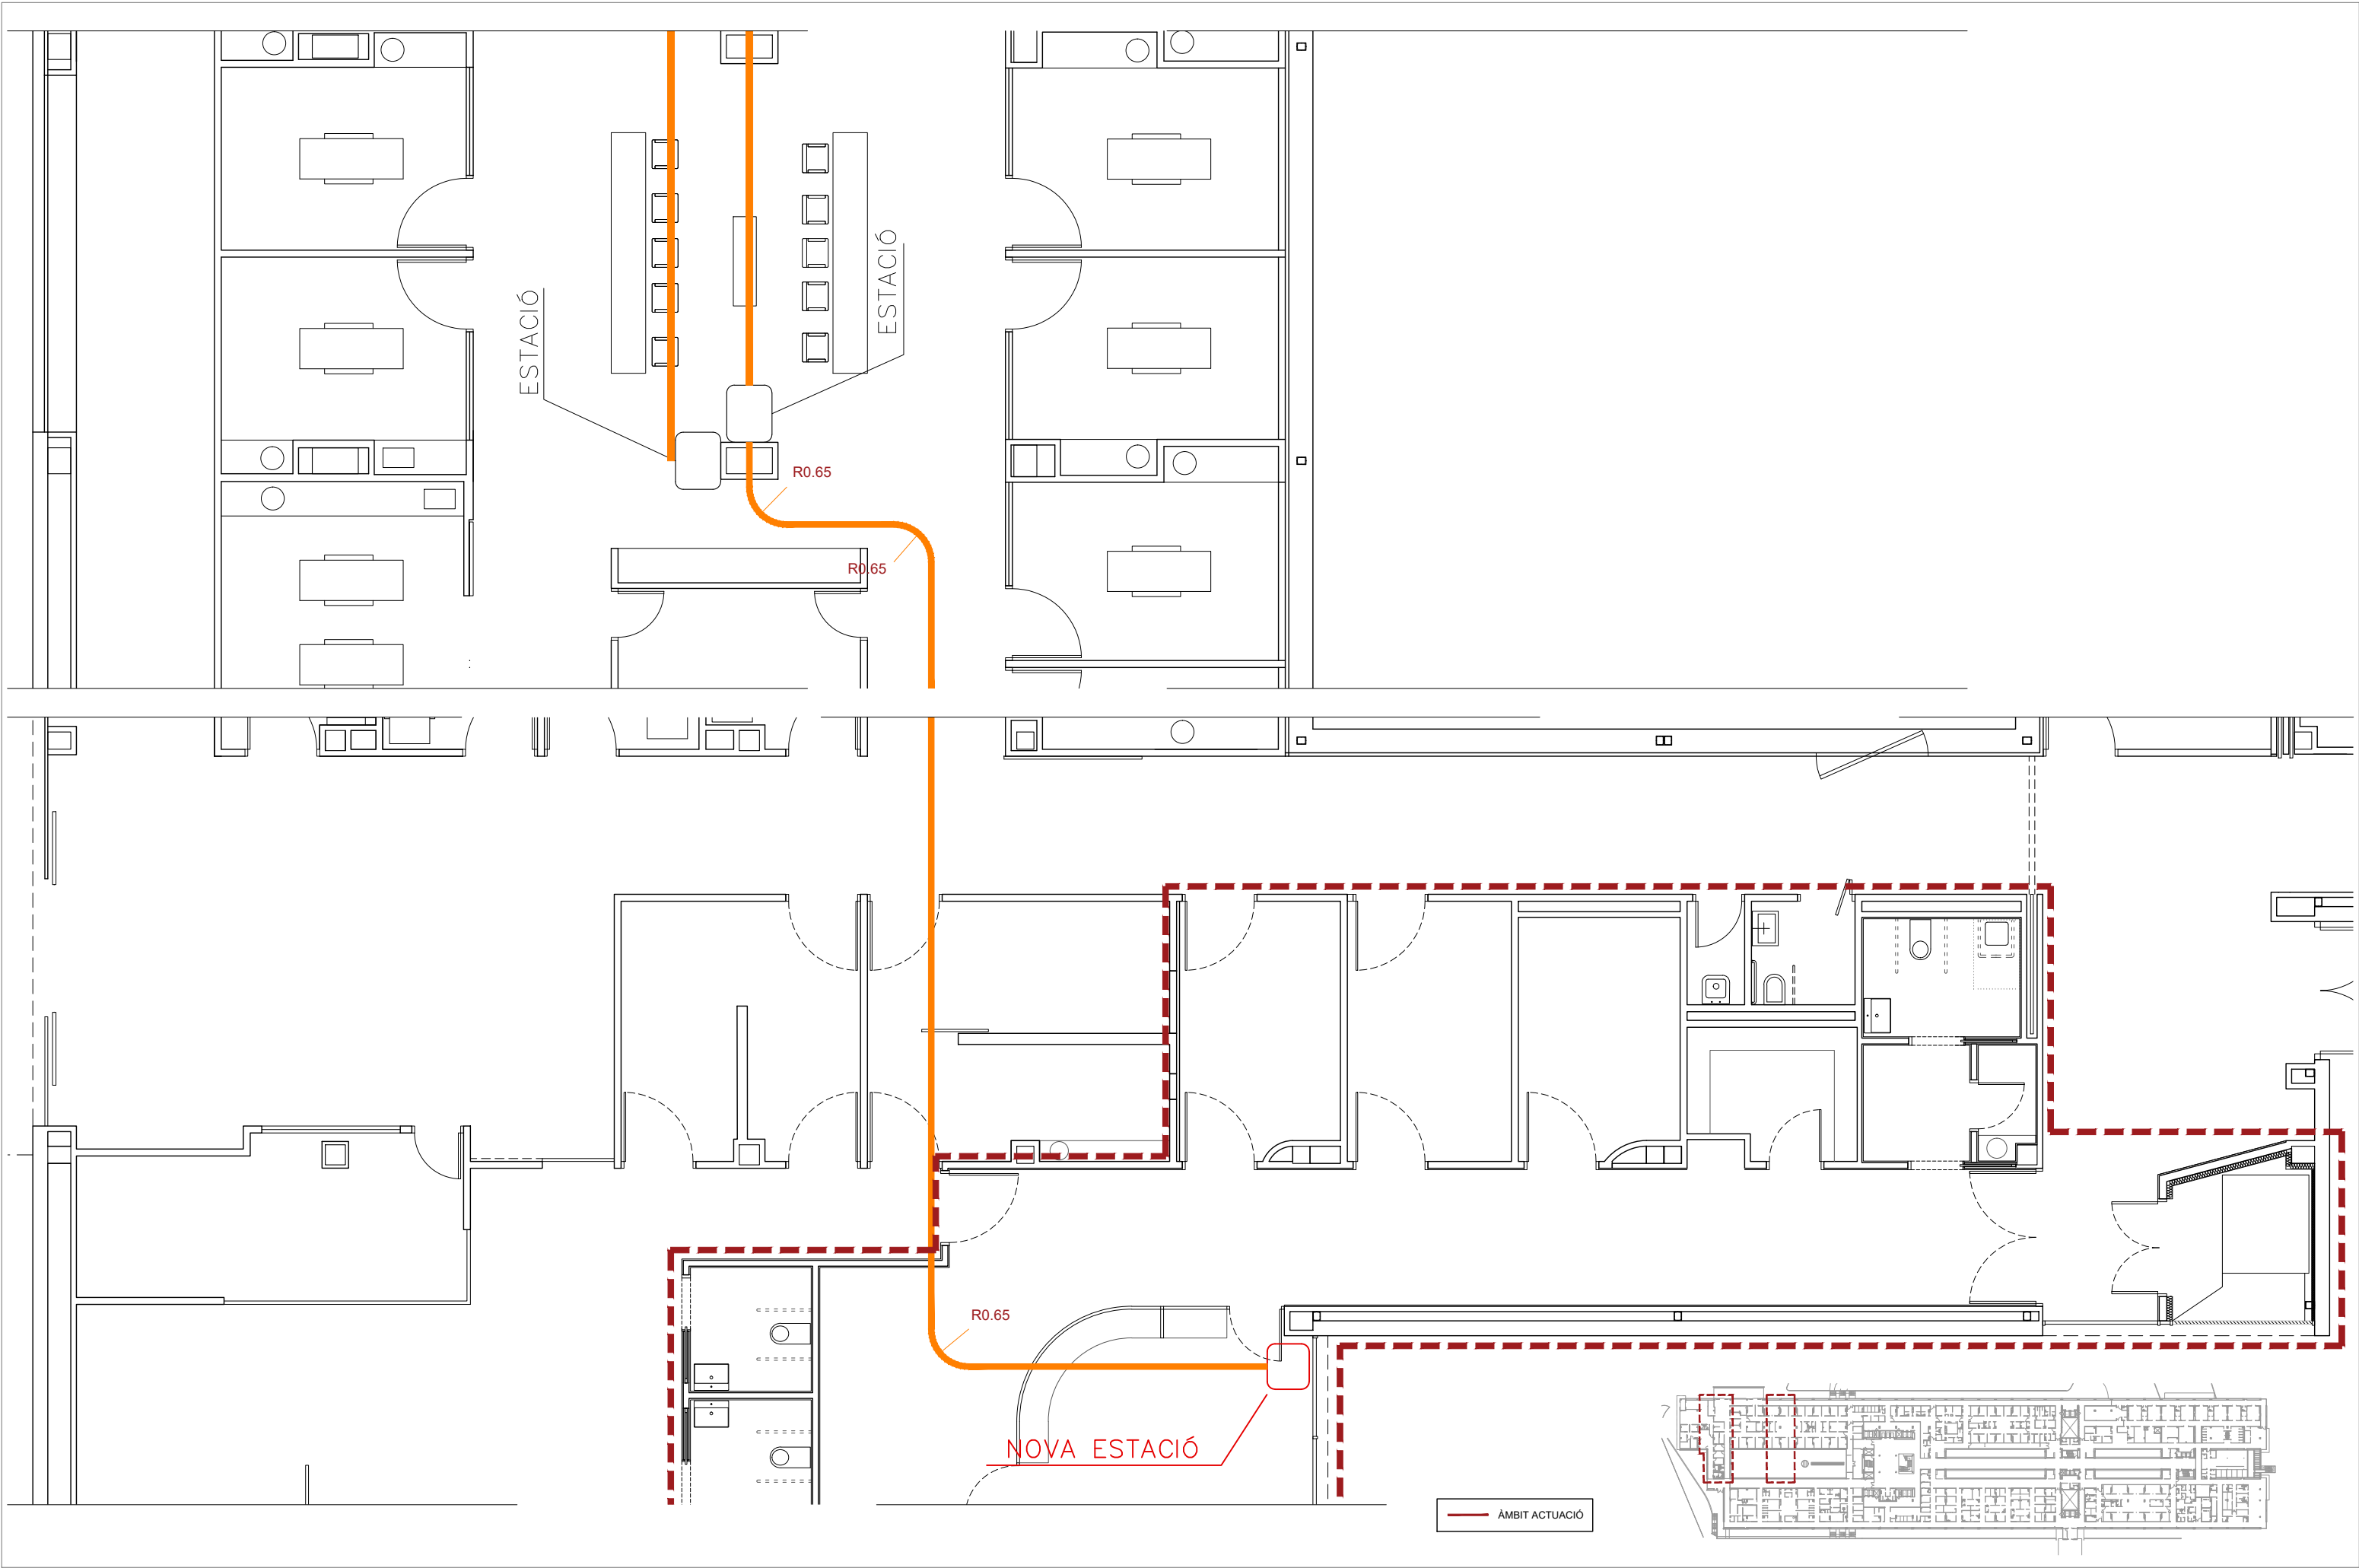 ESTACIÓ
ESTACIÓ
R0.65
R0.65
R0.65
NOVA ESTACIÓ
ÀMBIT ACTUACIÓ